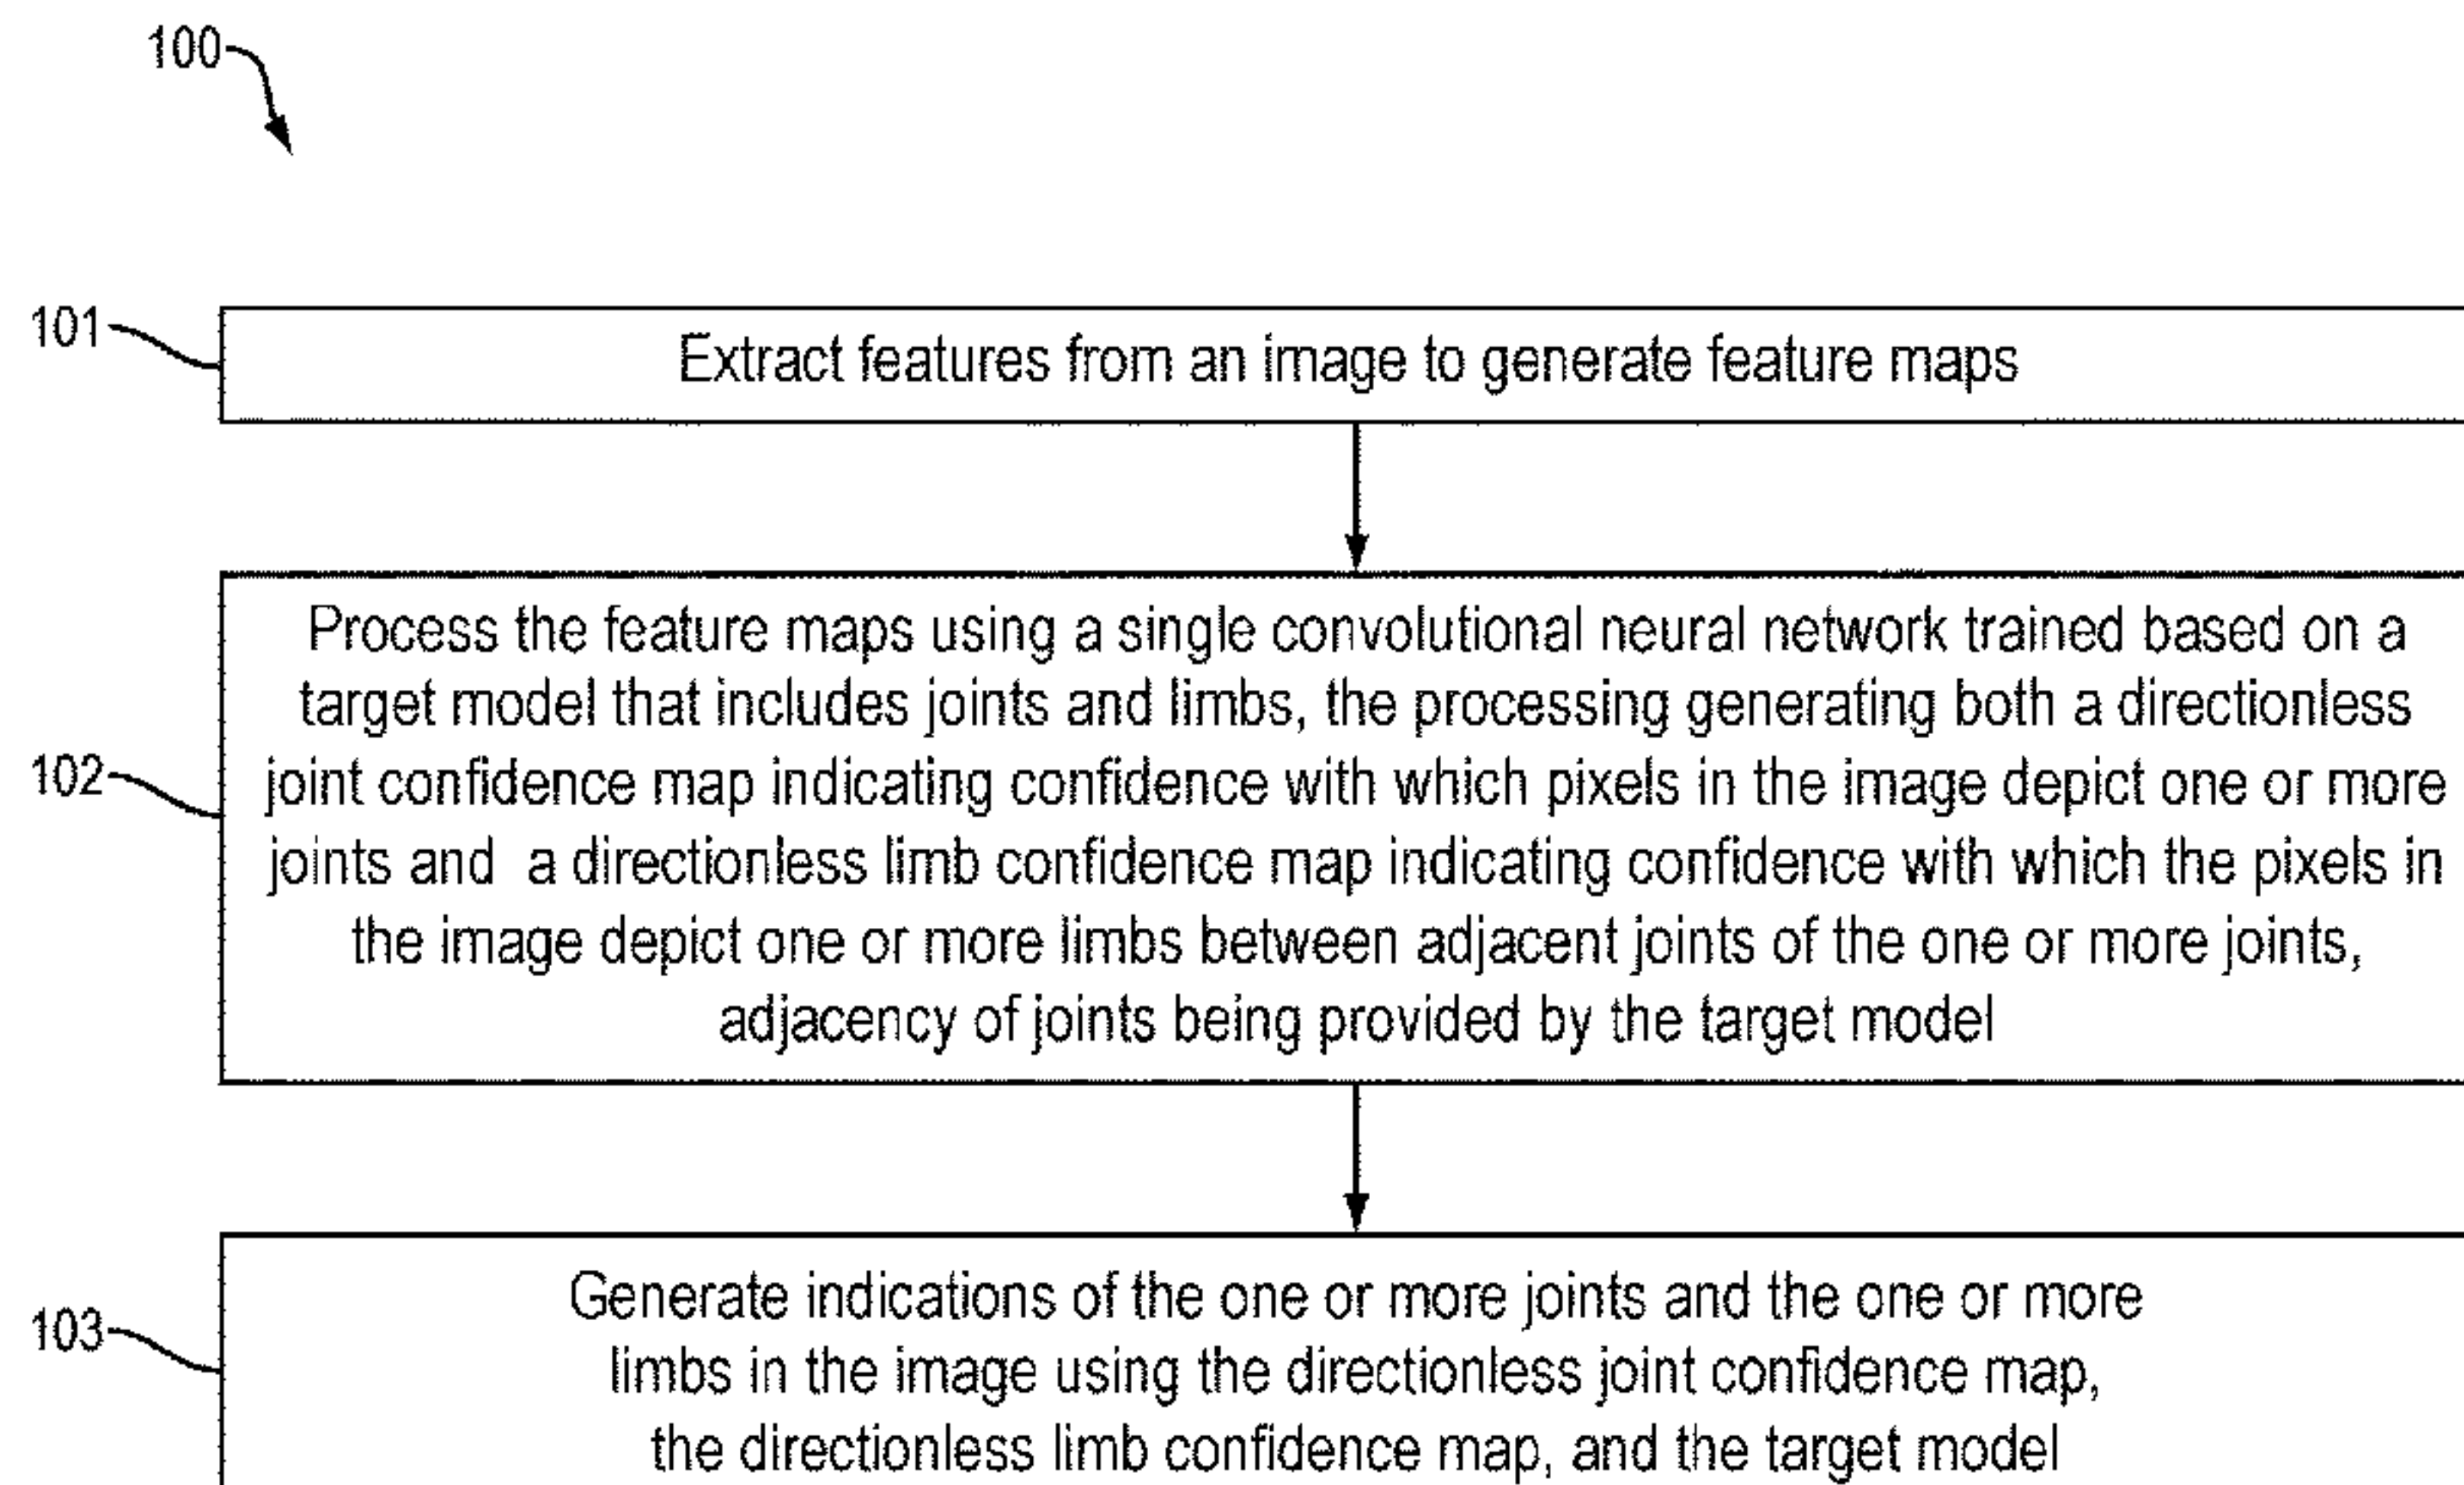 100
101
Extract features from an image to generate feature maps
Process the feature maps using a single convolutional neural network trained based on a
target model that includes joints and limbs, the processing generating both a directionless
102
joint confidence map indicating confidence with which pixels in the image depict one or more
joints and a directionless limb confidence map indicating confidence with which the pixels in
the image depict one or more limbs between adjacent joints of the one or more joints,
adjacency of joints being provided by the target model
103
Generate indications of the one or more joints and the one or more
limbs in the image using the directionless joint confidence map,
the directionless limb confidence map, and the target model